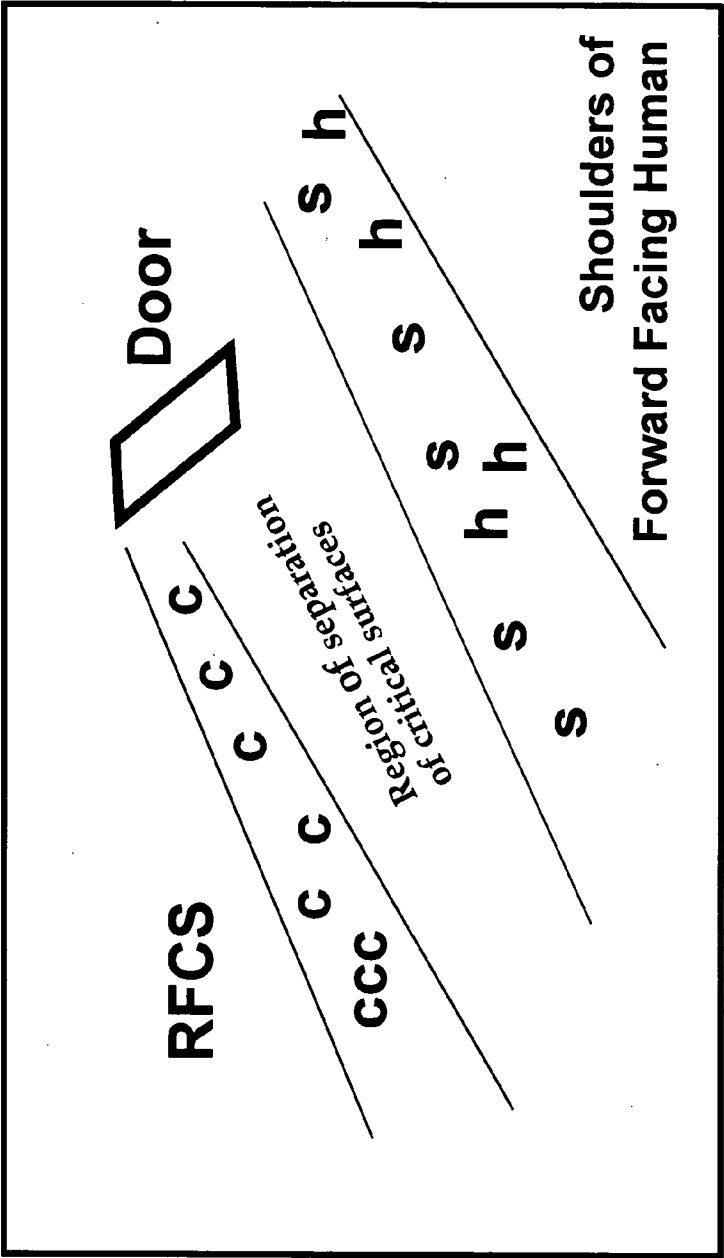 Door
RFCS
c
c
c
c c
ccc
Region of separation
of critical surfaces
s h
h
s
s
h h
s
s
Shoulders of
Forward Facing Human